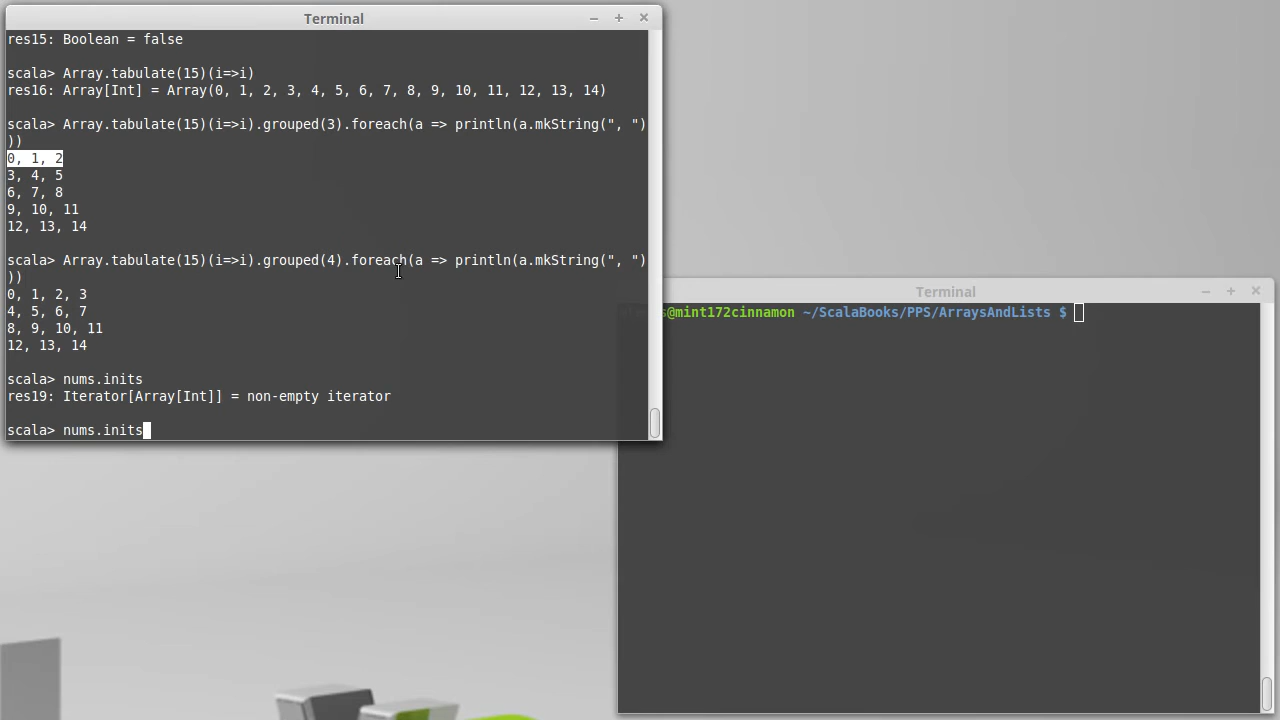 Terminal
res15: Boolean = false
scala> Array.tabulate(15)(i=>i)
res16: Array[Int] = Array(0, 1, 2, 3, 4, 5, 6, 7, 8, 9, 10, 11, 12, 13, 14)
scala> Array.tabulate(15)(i=>i).grouped(3).foreach(a => println(a.mkString(", ")
))
0, 1, 2
3, 4, 5
6, 7, 8
9, 10, 11
12, 13, 14
scala> Array.tabulate(15)(i=>i).grouped(4).foreach(a => println(a.mkString(", ")
))
0, 1, 2, 3
4, 5, 6, 7
8, 9, 10, 11
12, 13, 14
scala> nums.inits
res19: Iterator[Array[Int]] = non-empty iterator
scala> nums.inits
Terminal
@mint172cinnamon ~/ScalaBooks/PPS/ArraysAndLists $